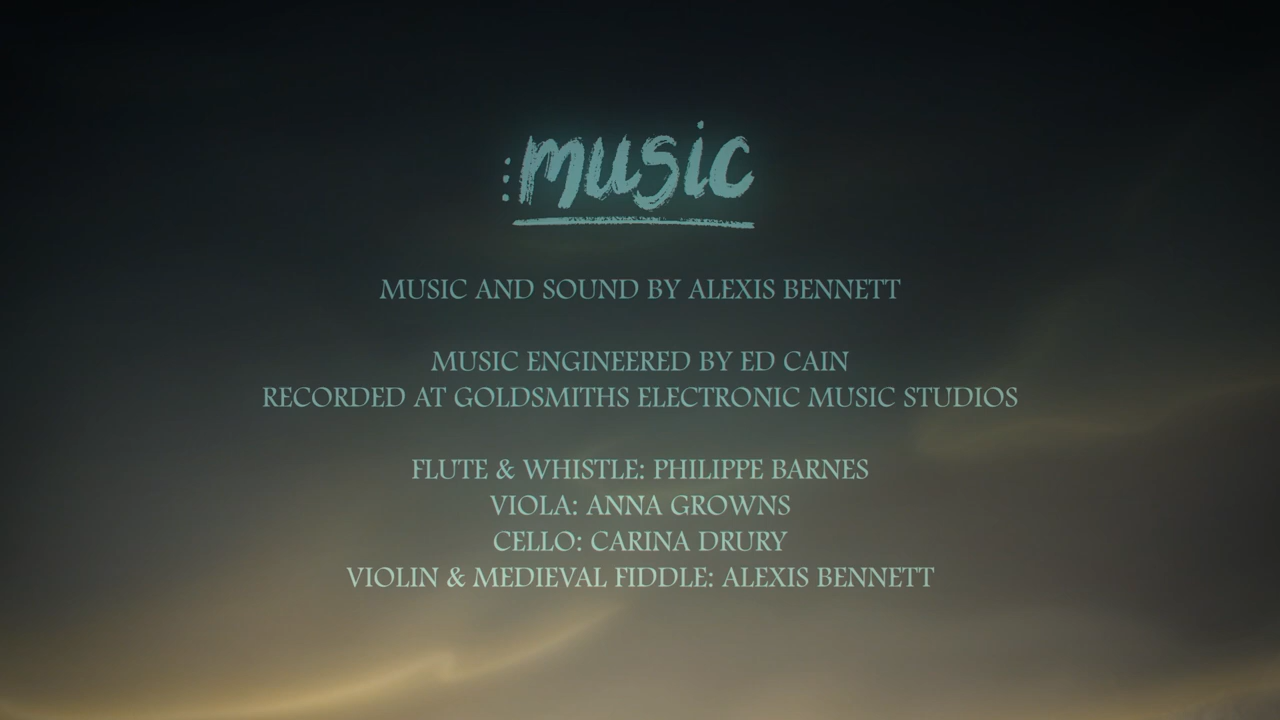 :music
MUSIC AND SOUND BY ALEXIS BENNETT
MUSIC ENGINEERED BY ED CAIN
RECORDED AT GOLDSMITHS ELECTRONIC MUSIC STUDIOS
FLUTE & WHISTLE: PHILIPPE BARNES
VIOLA: ANNA GROWNS
CELLO: CARINA DRURY
VIOLIN & MEDIEVAL FIDDLE: ALEXIS BENNETT